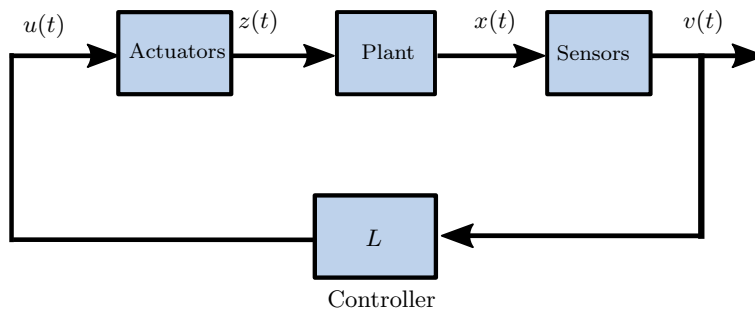 u(t)
z(t)
x(t)
v(t)
Actuators
Plant
Sensors
L
Controller